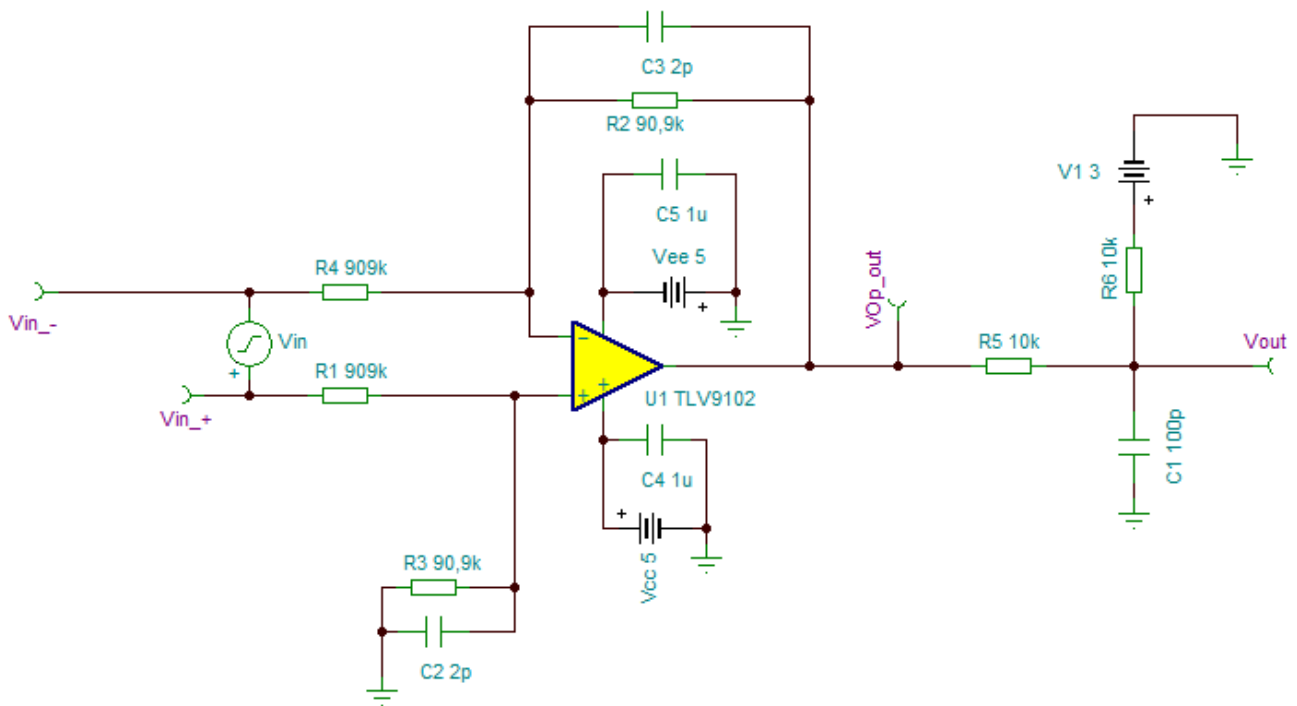 C3 2p
R2 90,9k
V1 3
+
C5 1u
R4 909k
Vee 5
+
R6 10k
Vin_-
Vin
+
VOp_out
R5 10k
Vout
R1 909k
-
+
+
U1 TLV9102
Vin_+
C4 1u
C1 100p
+
Vcc 5
R3 90,9k
C2 2p